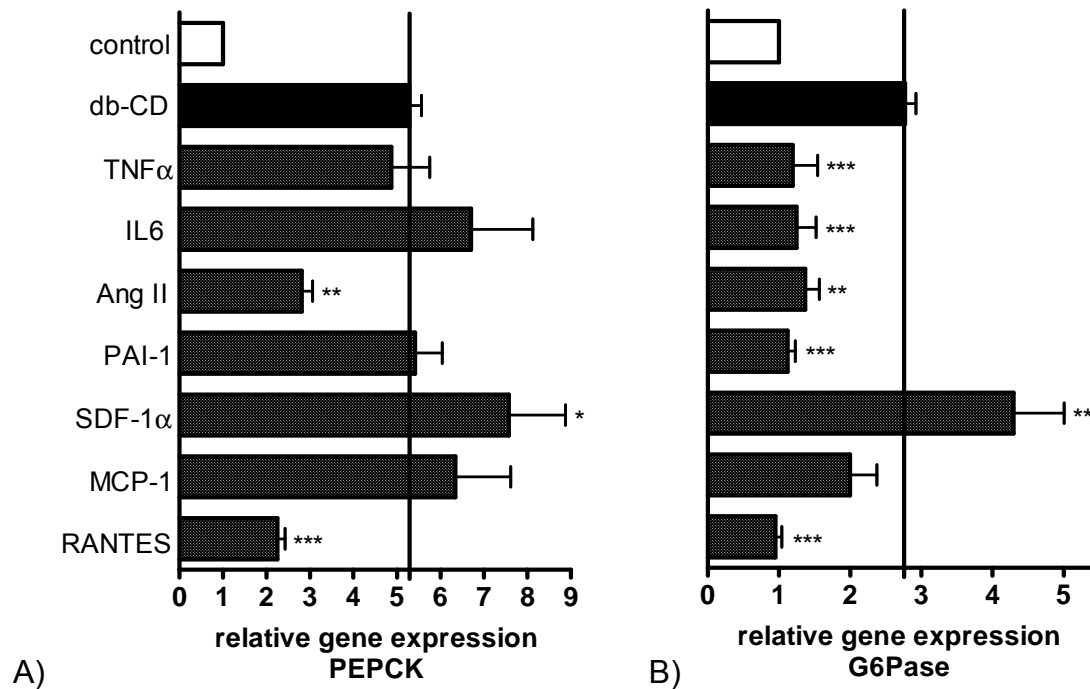 control
db-CD
TNFα
***
IL6
***
Ang II
**
**
PAI-1
***
SDF-1α
*
**
MCP-1
RANTES
***
***
0 1 2 3 4 5 6 7 8 9
0 1 2 3 4 5
relative gene expression
PEPCK
relative gene expression
G6Pase
A)
B)